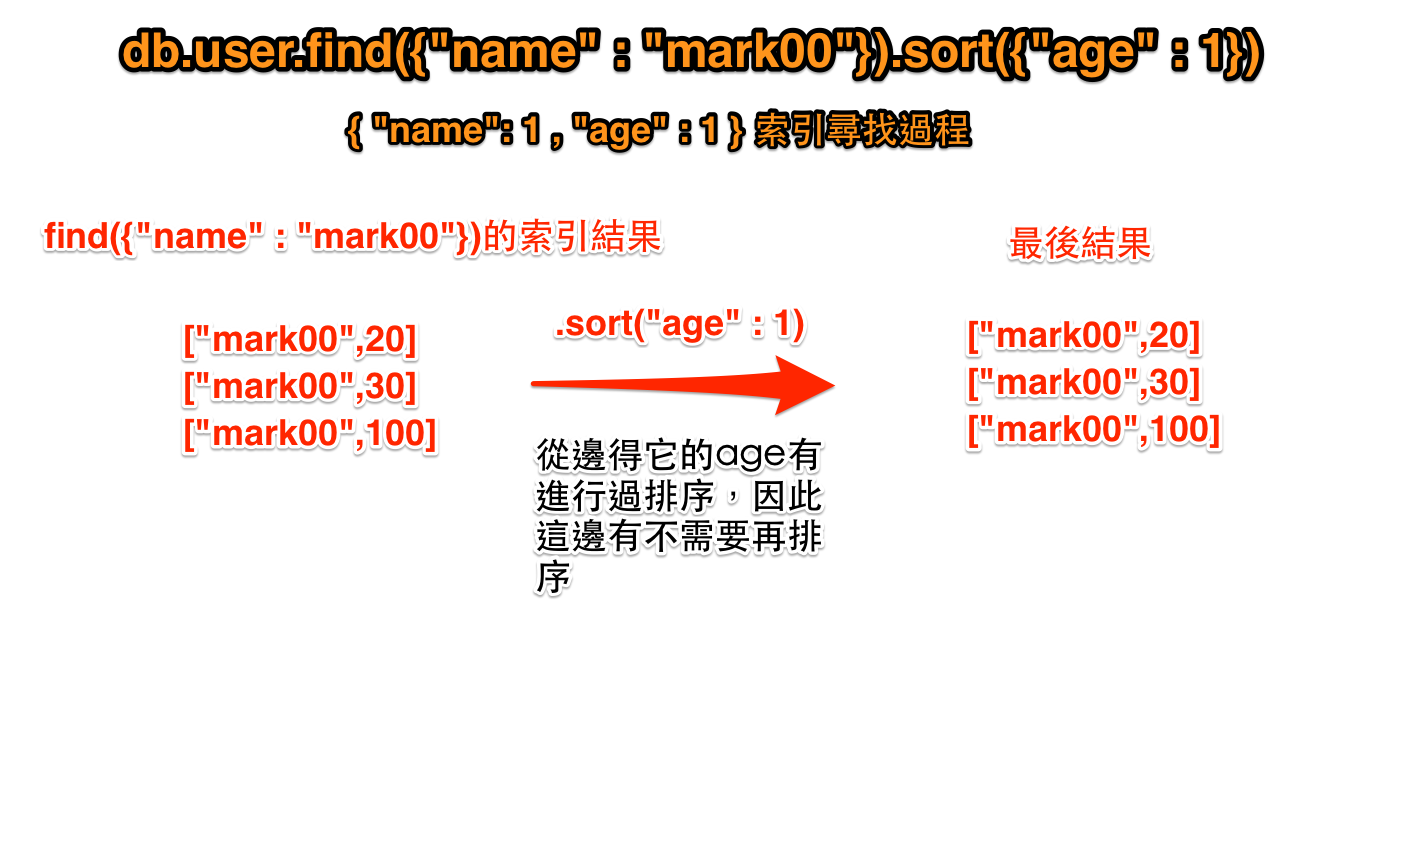 db.user.find({"name" : "mark00"}).sort({"age" : 1})
{ "name": 1 , "age" : 1 } 索引尋找過程
find({"name" : "mark00"})的索引結果
最後結果
["mark00",20]
["mark00",30]
["mark00",100]
.sort("age" : 1)
從邊得它的age有
進行過排序，因此
這邊有不需要再排
序
["mark00",20]
["mark00",30]
["mark00",100]